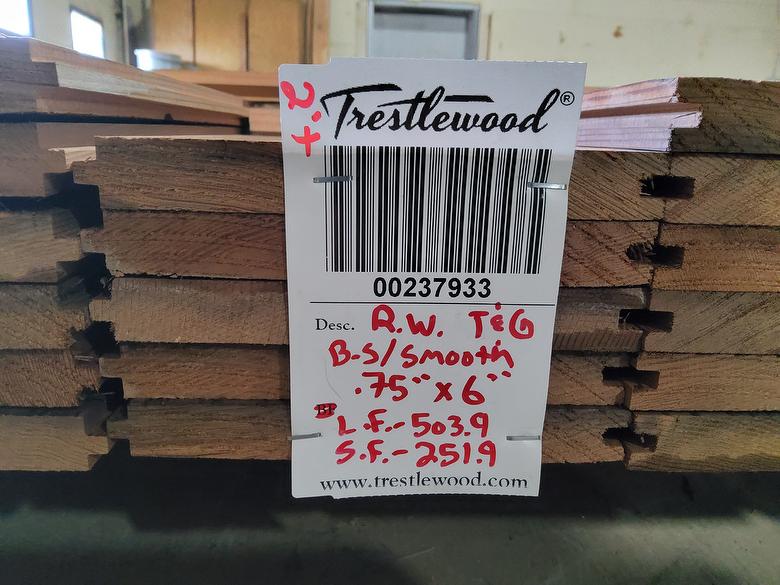 2.+
Trestlewood®
00237933
Desc. R.W. T&G
B-S/Smooth
.75" x 6"
BF
L.F.-503.9
S.F.-251.9
www.trestlewood.com